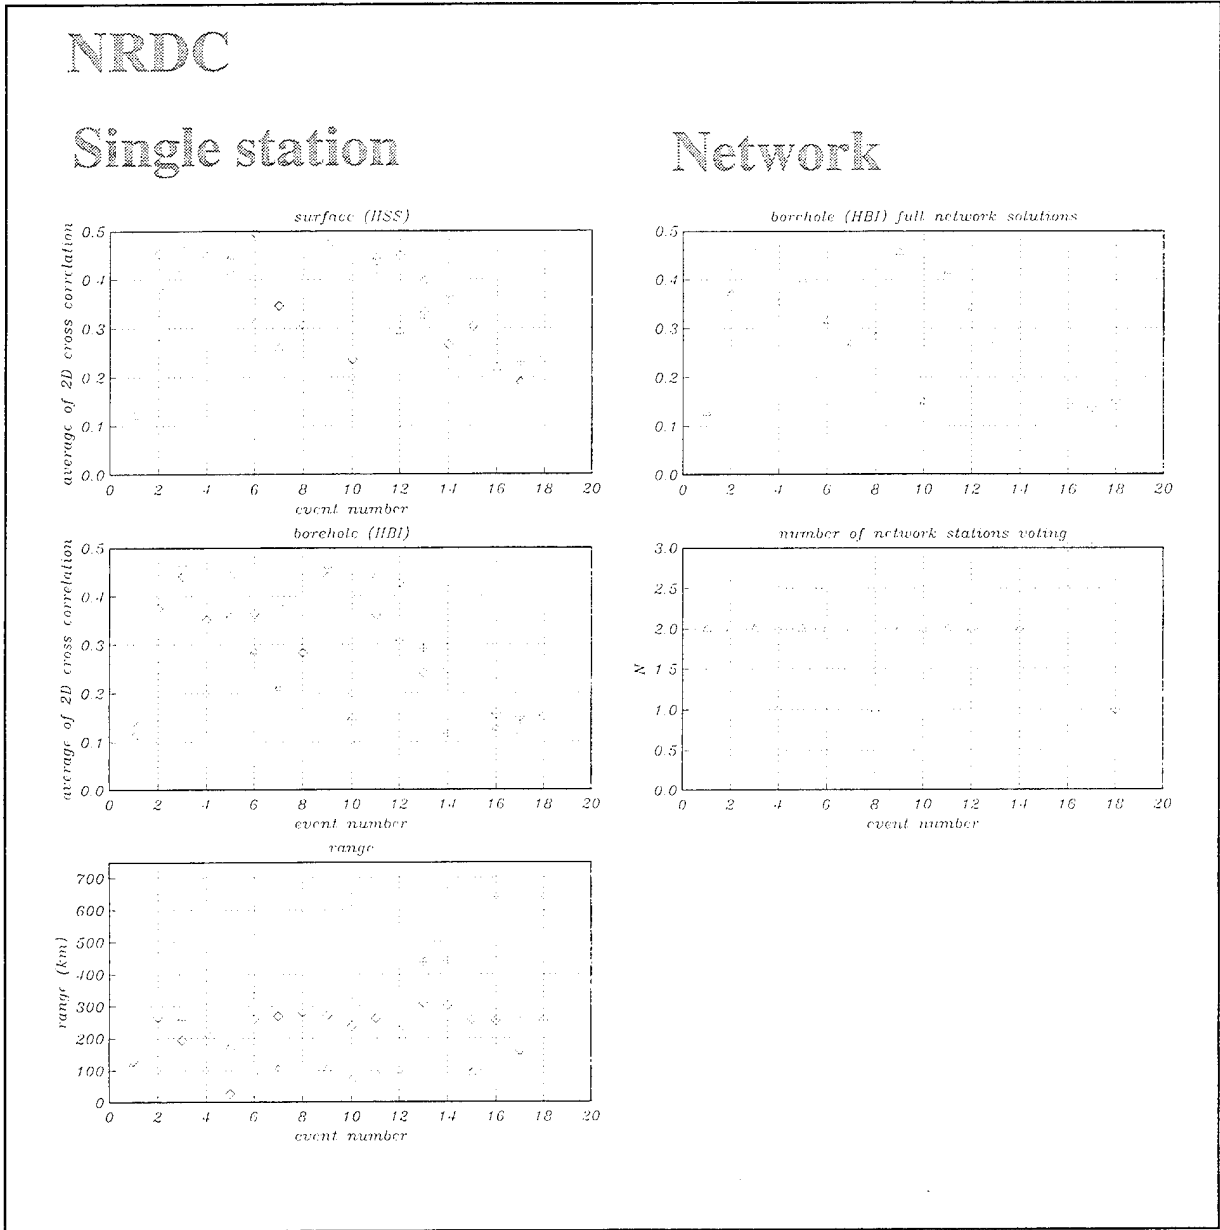 NRDC
Single station
Network
surface (HSS)
average of 2D cross correlation
0.5
0.4
0.3
0.2
0.1
0.0
0 2 4 6 8 10 12 14 16 18 20
event number
borehole (HBI)
average of 2D cross correlation
0.5
0.4
0.3
0.2
0.1
0.0
0 2 4 6 8 10 12 14 16 18 20
event number
range
range (km)
700
600
500
400
300
200
100
0
0 2 4 6 8 10 12 14 16 18 20
event number
borehole (HBI) full network solutions
0.5
0.4
0.3
0.2
0.1
0.0
0 2 4 6 8 10 12 14 16 18 20
event number
number of network stations voting
N
3.0
2.5
2.0
1.5
1.0
0.5
0.0
0 2 4 6 8 10 12 14 16 18 20
event number